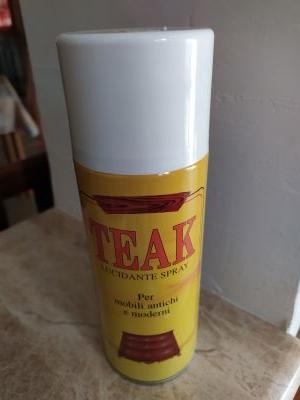 TEAK
LUCIDANTE SPRAY
Per
mobili antichi
e moderni